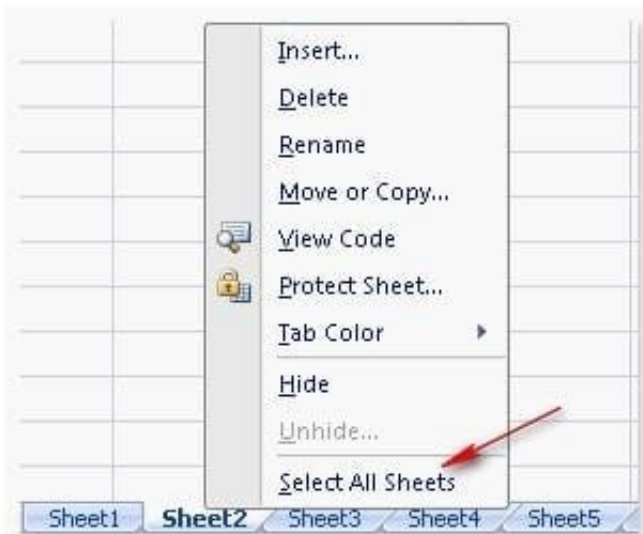 Insert...
Delete
Rename
Move or Copy...
View Code
Protect Sheet...
Tab Color
Hide
Unhide...
Select All Sheets
Sheet1 Sheet2 Sheet3 Sheet4 Sheet5